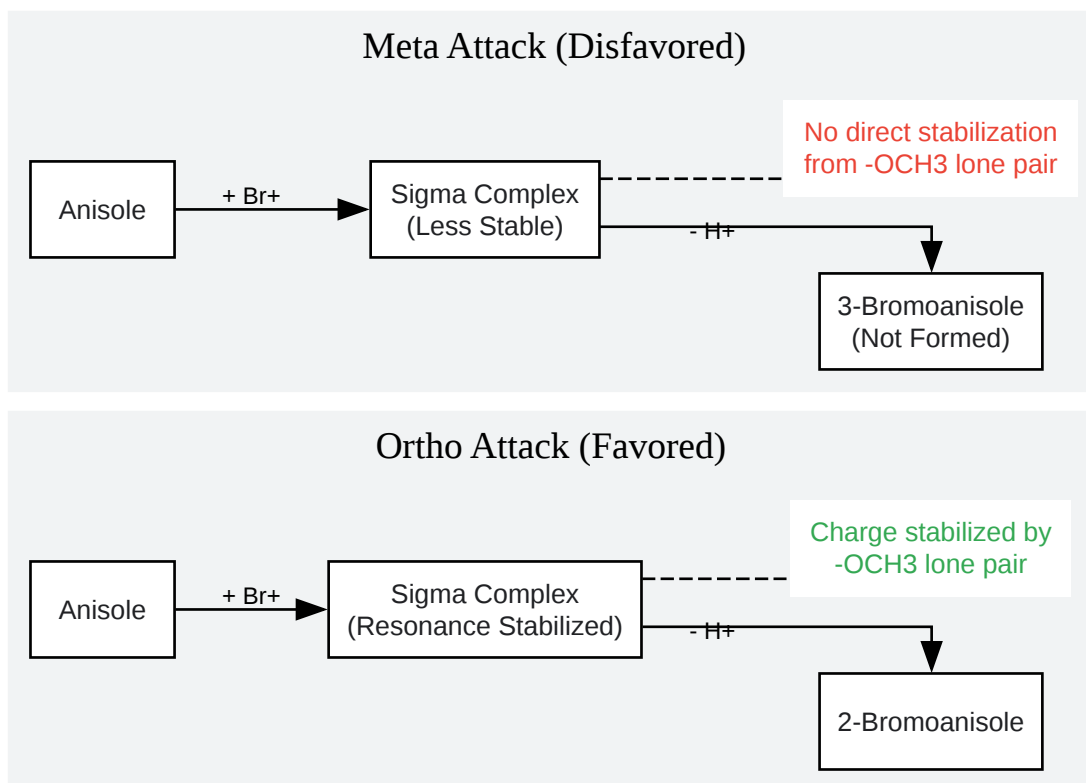 Meta Attack (Disfavored)
No direct stabilization
from -OCH3 lone pair
Anisole
+ Br+
Sigma Complex
(Less Stable)
- H+
3-Bromoanisole
(Not Formed)
Ortho Attack (Favored)
Charge stabilized by
-OCH3 lone pair
Anisole
+ Br+
Sigma Complex
(Resonance Stabilized)
- H+
2-Bromoanisole